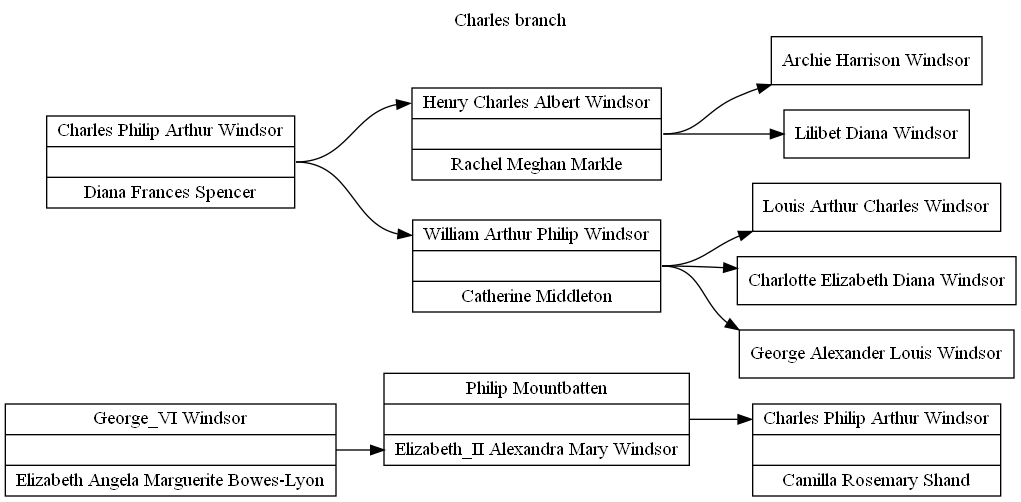 Charles branch
Charles Philip Arthur Windsor
Diana Frances Spencer
Henry Charles Albert Windsor
Rachel Meghan Markle
William Arthur Philip Windsor
Catherine Middleton
Archie Harrison Windsor
Lilibet Diana Windsor
Louis Arthur Charles Windsor
Charlotte Elizabeth Diana Windsor
George Alexander Louis Windsor
George_VI Windsor
Elizabeth Angela Marguerite Bowes-Lyon
Philip Mountbatten
Elizabeth_II Alexandra Mary Windsor
Charles Philip Arthur Windsor
Camilla Rosemary Shand